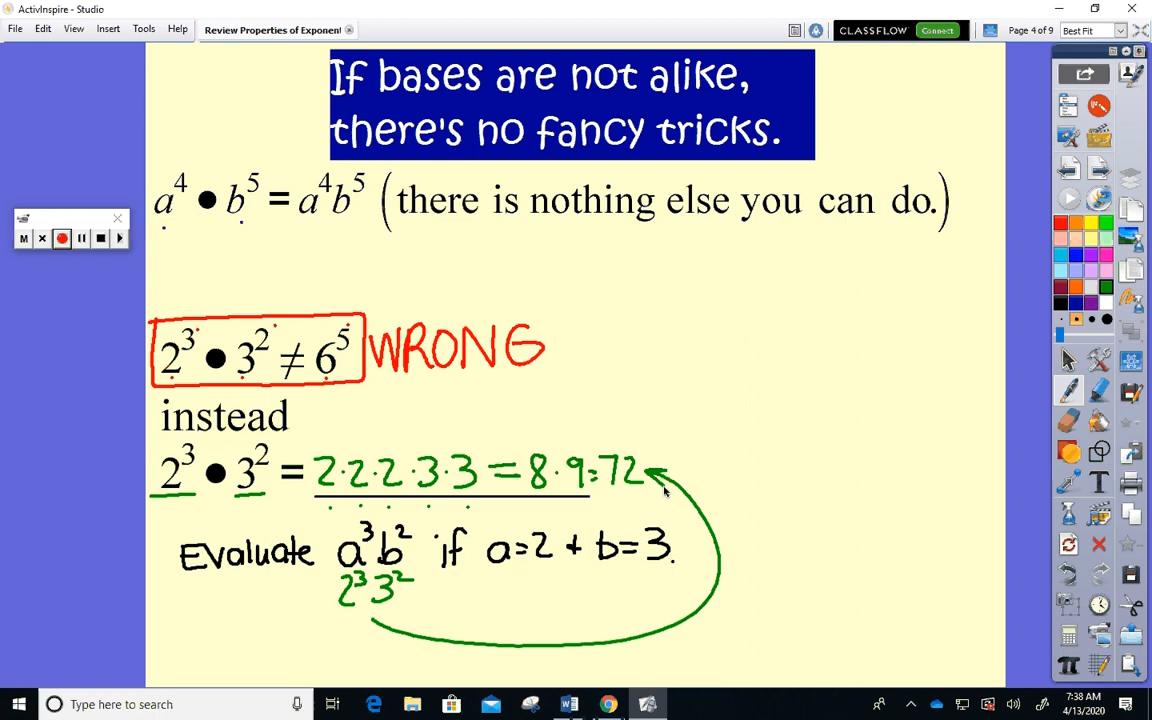 ActivInspire - Studio
File Edit View Insert Tools Help Review Properties of Exponent CLASSFLOW Connect Page 4 of 9 Best Fit
If bases are not alike,
there's no fancy tricks.
a⁴ • b⁵ = a⁴b⁵ (there is nothing else you can do.)
M
2³ • 3² ≠ 6⁵ WRONG
instead
2³ • 3² = 2·2·2·3·3 = 8·9=72
Evaluate a³b² if a=2 + b=3.
2³3²
Type here to search
7:38 AM
4/13/2020